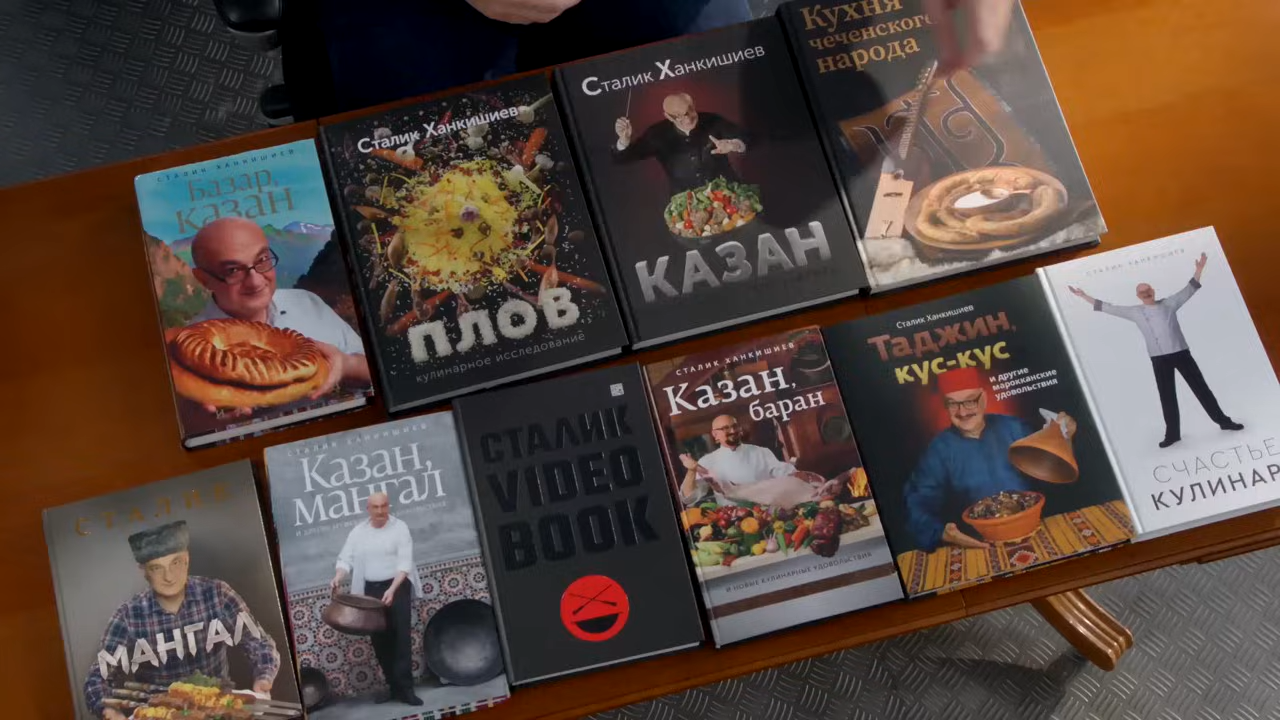 СТАЛИК ХАНКИШИЕВ
Базар,
казан
Сталик Ханкишиев
ПЛОВ
кулинарное исследование
Сталик Ханкишиев
КАЗАН
Кухня
чеченского
народа
СТАЛИК
МАНГАЛ
СТАЛИК ХАНКИШИЕВ
Казан,
мангал
СТАЛИК
VIDEO
BOOK
СТАЛИК ХАНКИШИЕВ
Казан,
баран
И НОВЫЕ КУЛИНАРНЫЕ УДОВОЛЬСТВИЯ
Сталик Ханкишиев
Таджин,
кус-кус
и другие
марокканские
удовольствия
СТАЛИК ХАНКИШИЕВ
СЧАСТЬЕ
КУЛИНАР